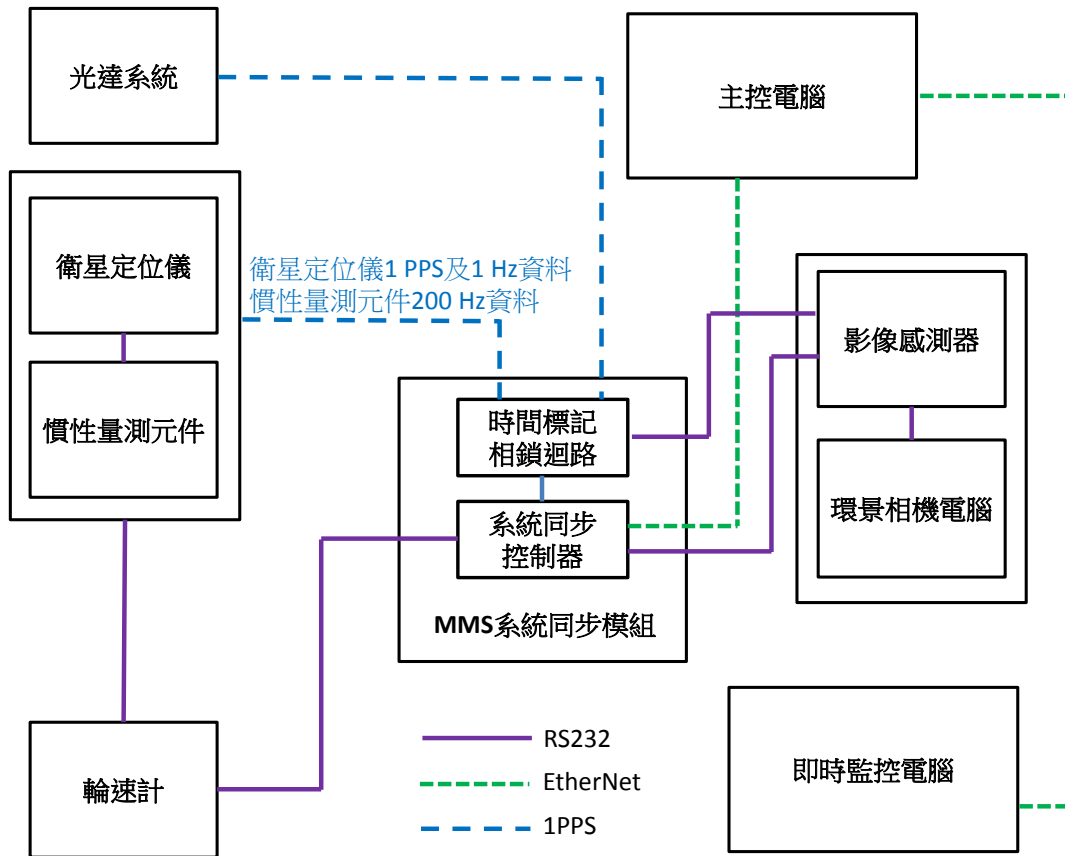 光達系統
主控電腦
衛星定位儀
衛星定位儀1 PPS及1 Hz資料
慣性量測元件200 Hz資料
慣性量測元件
影像感測器
時間標記
相鎖迴路
環景相機電腦
系統同步
控制器
MMS系統同步模組
輪速計
RS232
EtherNet
1PPS
即時監控電腦